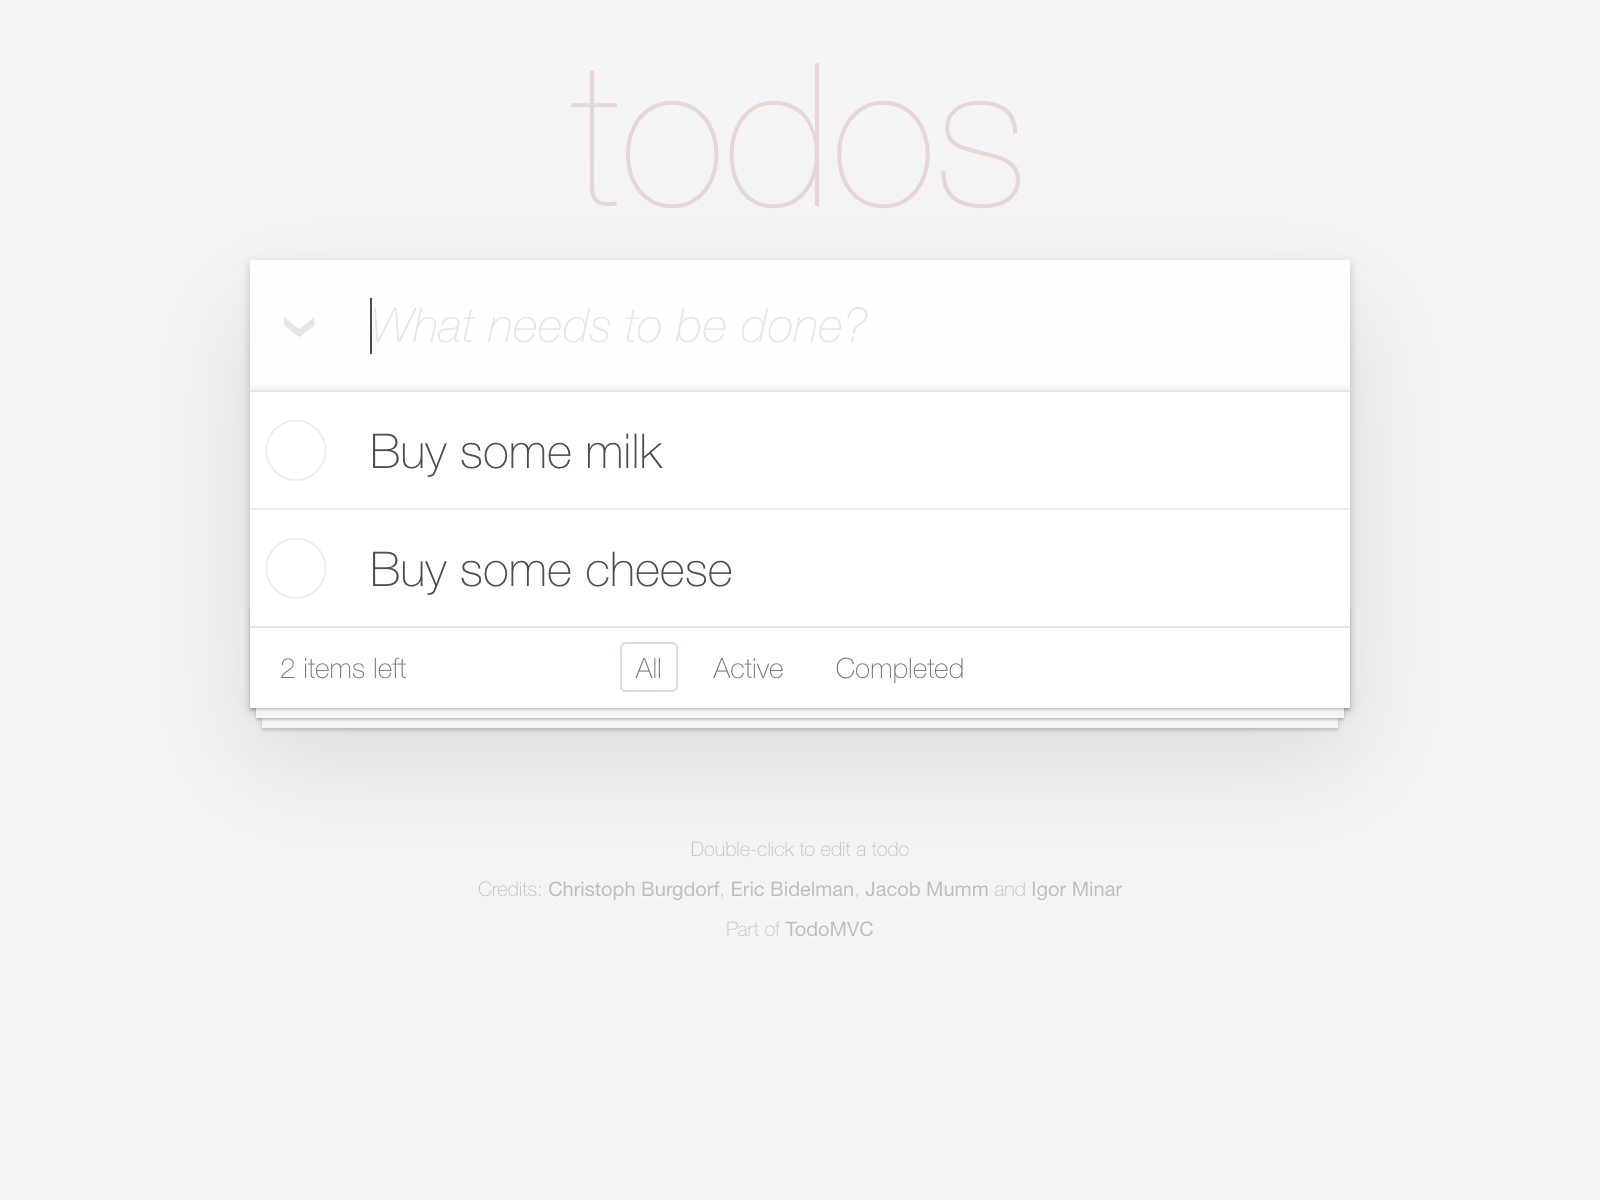 todos
What needs to be done?
Buy some milk
Buy some cheese
2 items left All Active Completed
Double-click to edit a todo
Credits: Christoph Burgdorf, Eric Bidelman, Jacob Mumm and Igor Minar
Part of TodoMVC